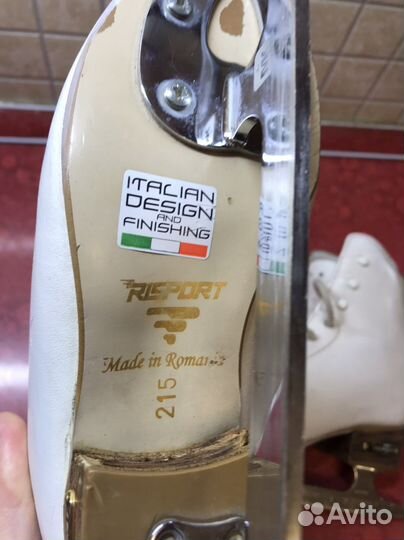 ITALIAN
DESIGN
AND
FINISHING
RISPORT
Made in Romania
215
Avito